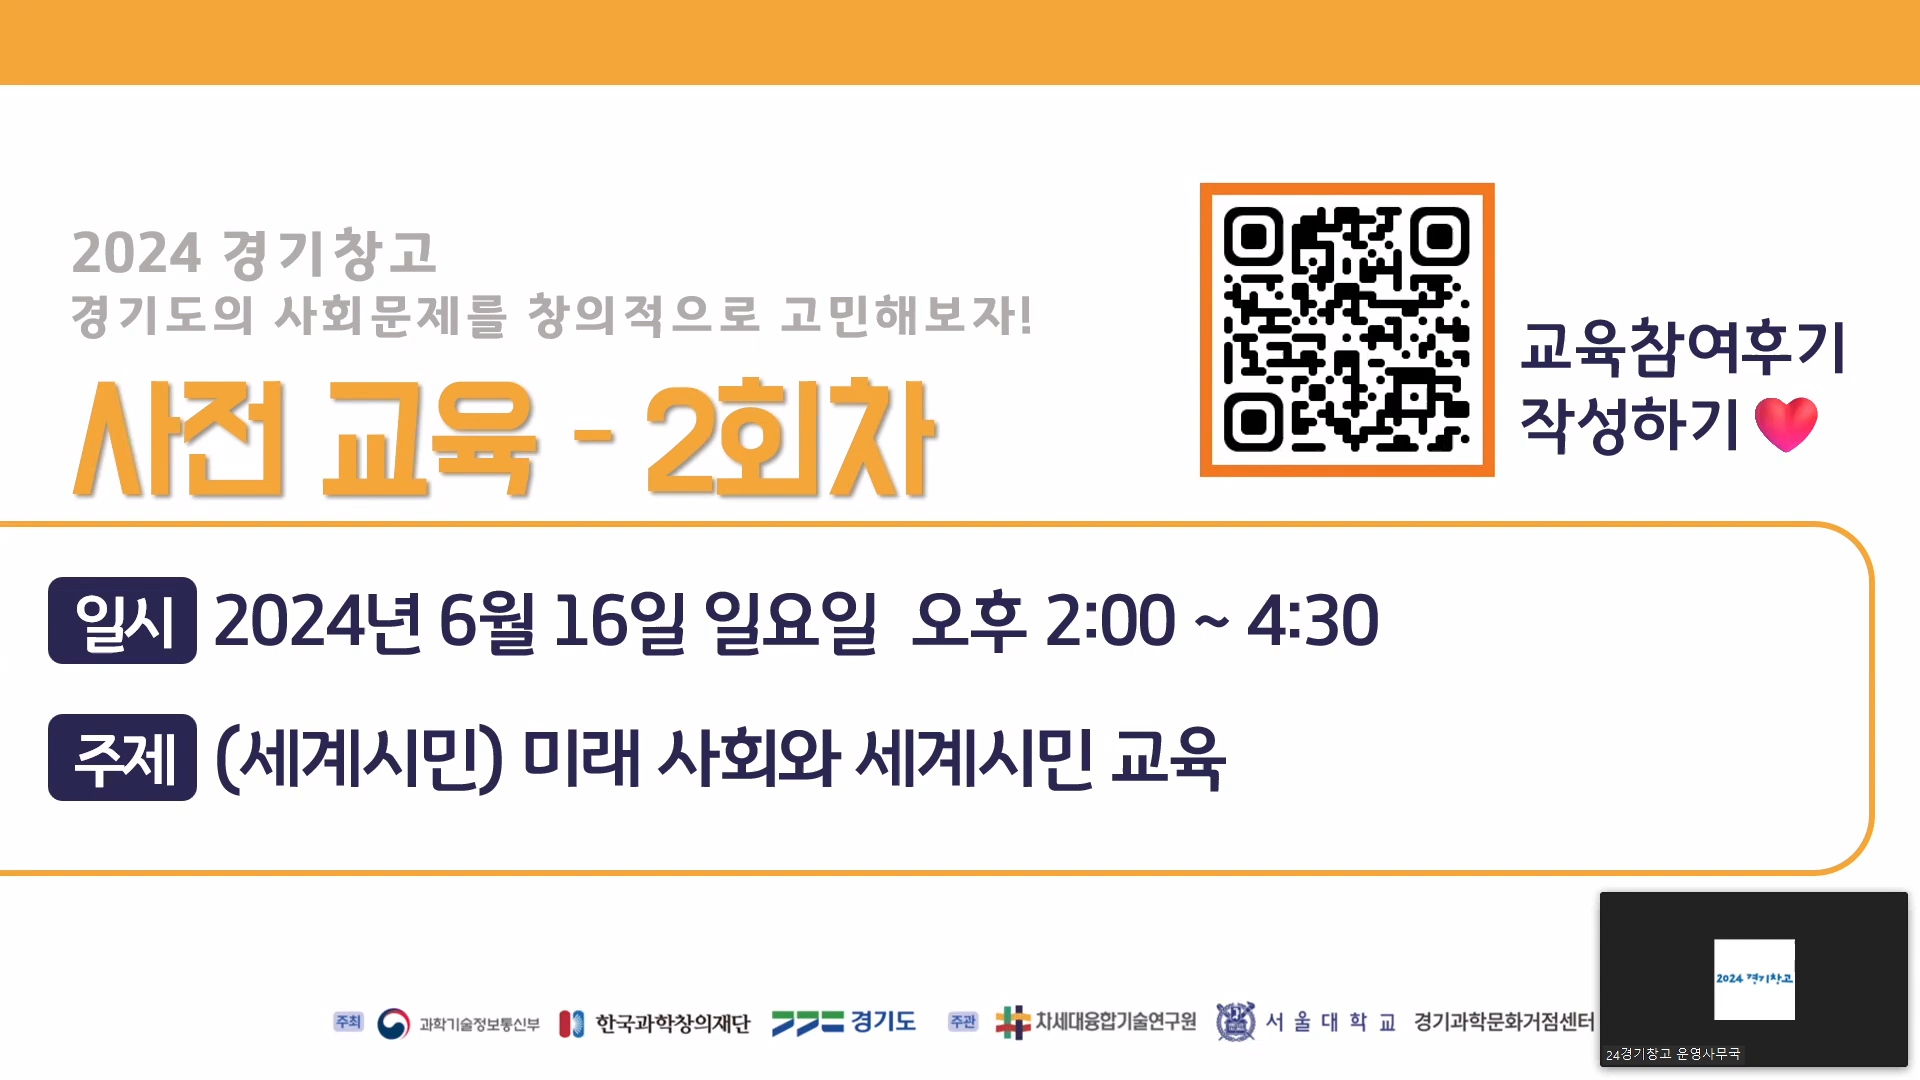 2024 경기창고
경기도의 사회문제를 창의적으로 고민해보자!
사전 교육 - 2회차
교육참여후기
작성하기
일시 2024년 6월 16일 일요일 오후 2:00 ~ 4:30
주제 (세계시민) 미래 사회와 세계시민 교육
주최 과학기술정보통신부 한국과학창의재단 경기도 주관 차세대융합기술연구원 서울대학교 경기과학문화거점센터
2024 경기창고
24경기창고 운영사무국